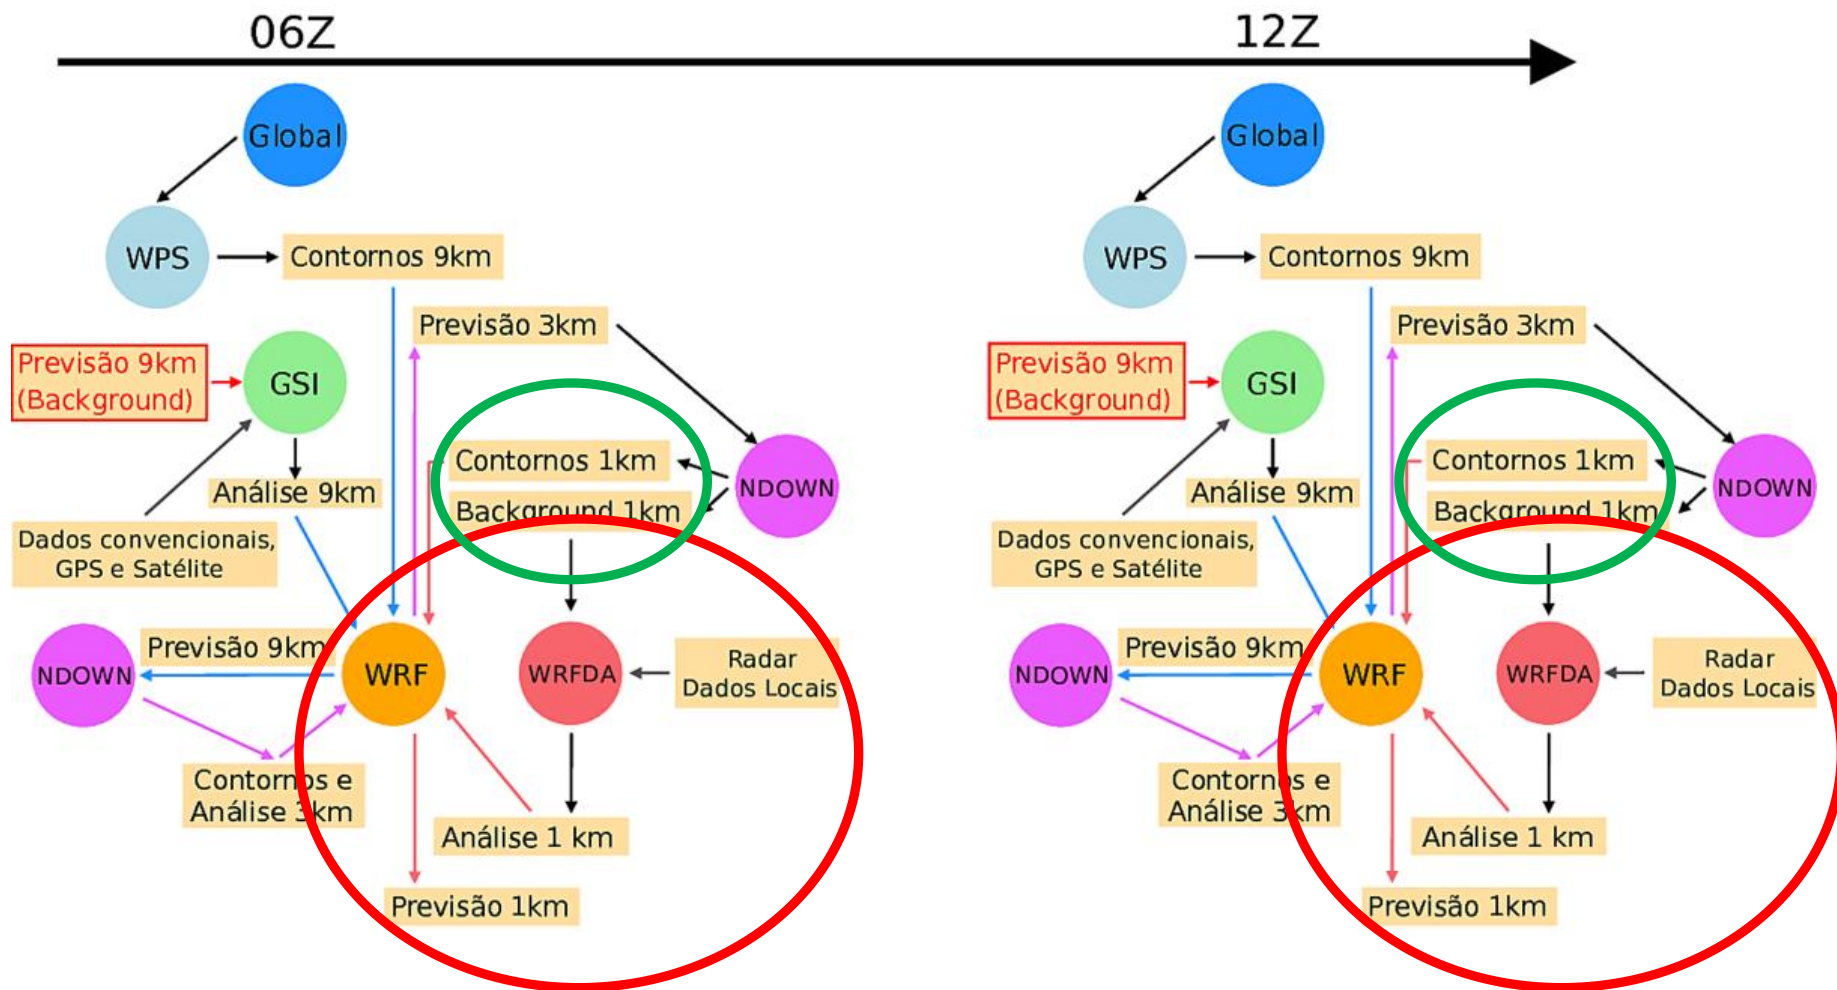 06Z
Global
WPS
Contornos 9km
Previsão 3km
Previsão 9km
(Background)
GSI
Contornos 1km
Background 1km
NDOWN
Análise 9km
Dados convencionais,
GPS e Satélite
NDOWN
Previsão 9km
WRF
WRFDA
Radar
Dados Locais
Contornos e
Análise 3km
Análise 1 km
Previsão 1km
12Z
Global
WPS
Contornos 9km
Previsão 3km
Previsão 9km
(Background)
GSI
Contornos 1km
Background 1km
NDOWN
Análise 9km
Dados convencionais,
GPS e Satélite
NDOWN
Previsão 9km
WRF
WRFDA
Radar
Dados Locais
Contornos e
Análise 3km
Análise 1 km
Previsão 1km